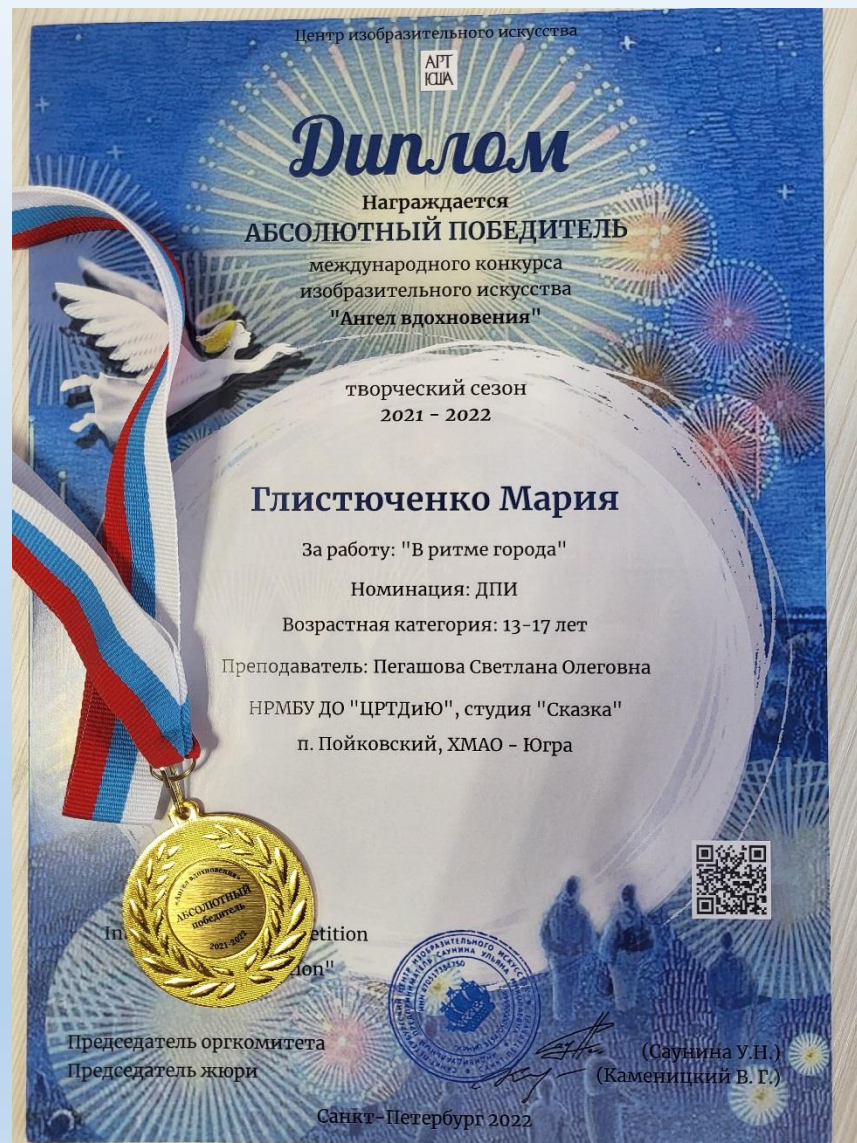 Центр изобразительного искусства
АРТ
ЮША
Диплом
Награждается
АБСОЛЮТНЫЙ ПОБЕДИТЕЛЬ
международного конкурса
изобразительного искусства
"Ангел вдохновения"
творческий сезон
2021 - 2022
Глистюченко Мария
За работу: "В ритме города"
Номинация: ДПИ
Возрастная категория: 13-17 лет
Преподаватель: Пегашова Светлана Олеговна
НРМБУ ДО "ЦРТДиЮ", студия "Сказка"
п. Пойковский, ХМАО - Югра
«Ангел вдохновения»
АБСОЛЮТНЫЙ
победитель
2021-2022
Председатель оргкомитета
(Саунина У.Н.)
Председатель жюри
(Каменицкий В. Г.)
Санкт-Петербург 2022